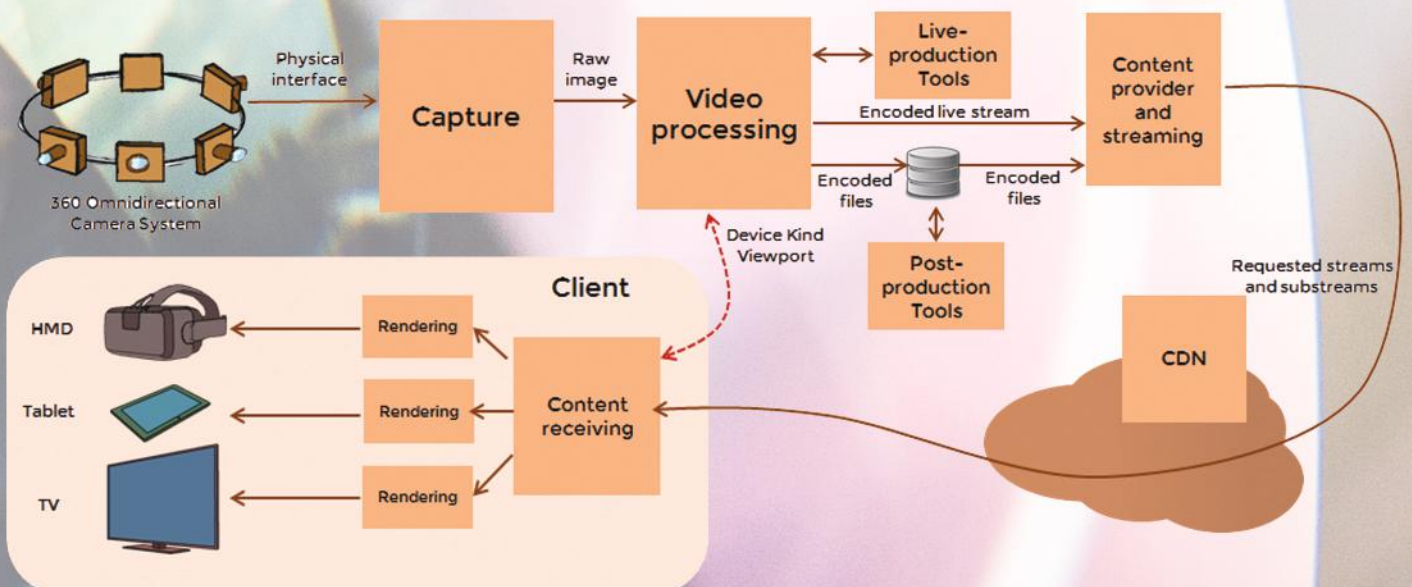 Physical
interface
360 Omnidirectional
Camera System
Capture
Raw
image
Video
processing
Live-
production
Tools
Encoded live stream
Encoded
files
Encoded
files
Post-
production
Tools
Content
provider
and
streaming
Device Kind
Viewport
Requested streams
and substreams
CDN
Client
HMD
Rendering
Tablet
Rendering
Content
receiving
TV
Rendering